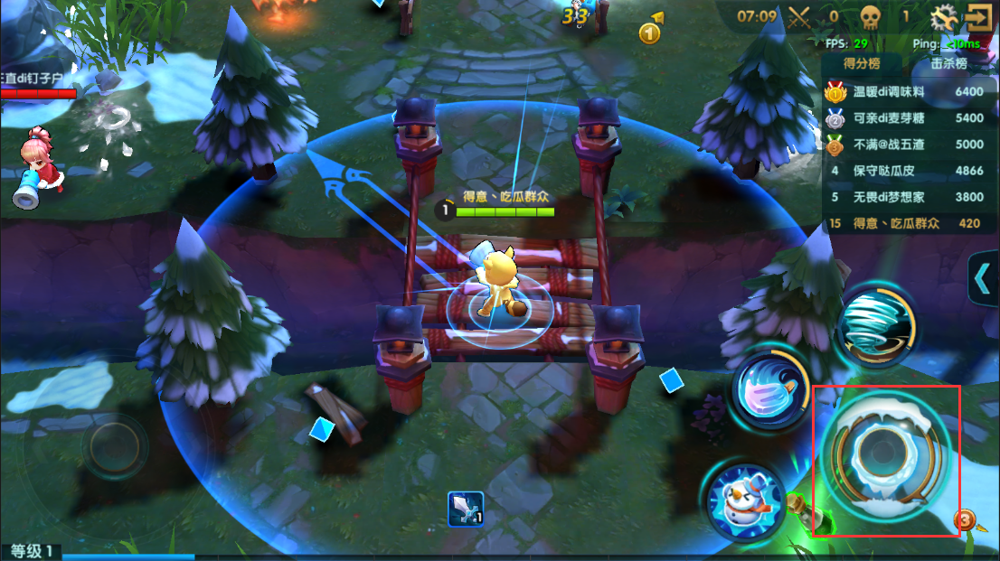 33
07:09 0 1
1
FPS: 29 Ping: <10ms
得分榜 击杀榜
正直di钉子户
1 温暖di调味料 6400
2 可亲di麦芽糖 5400
3 不满@战五渣 5000
4 保守哒瓜皮 4866
5 无畏di梦想家 3800
15 得意丶吃瓜群众 420
1 得意丶吃瓜群众
1
3
等级 1